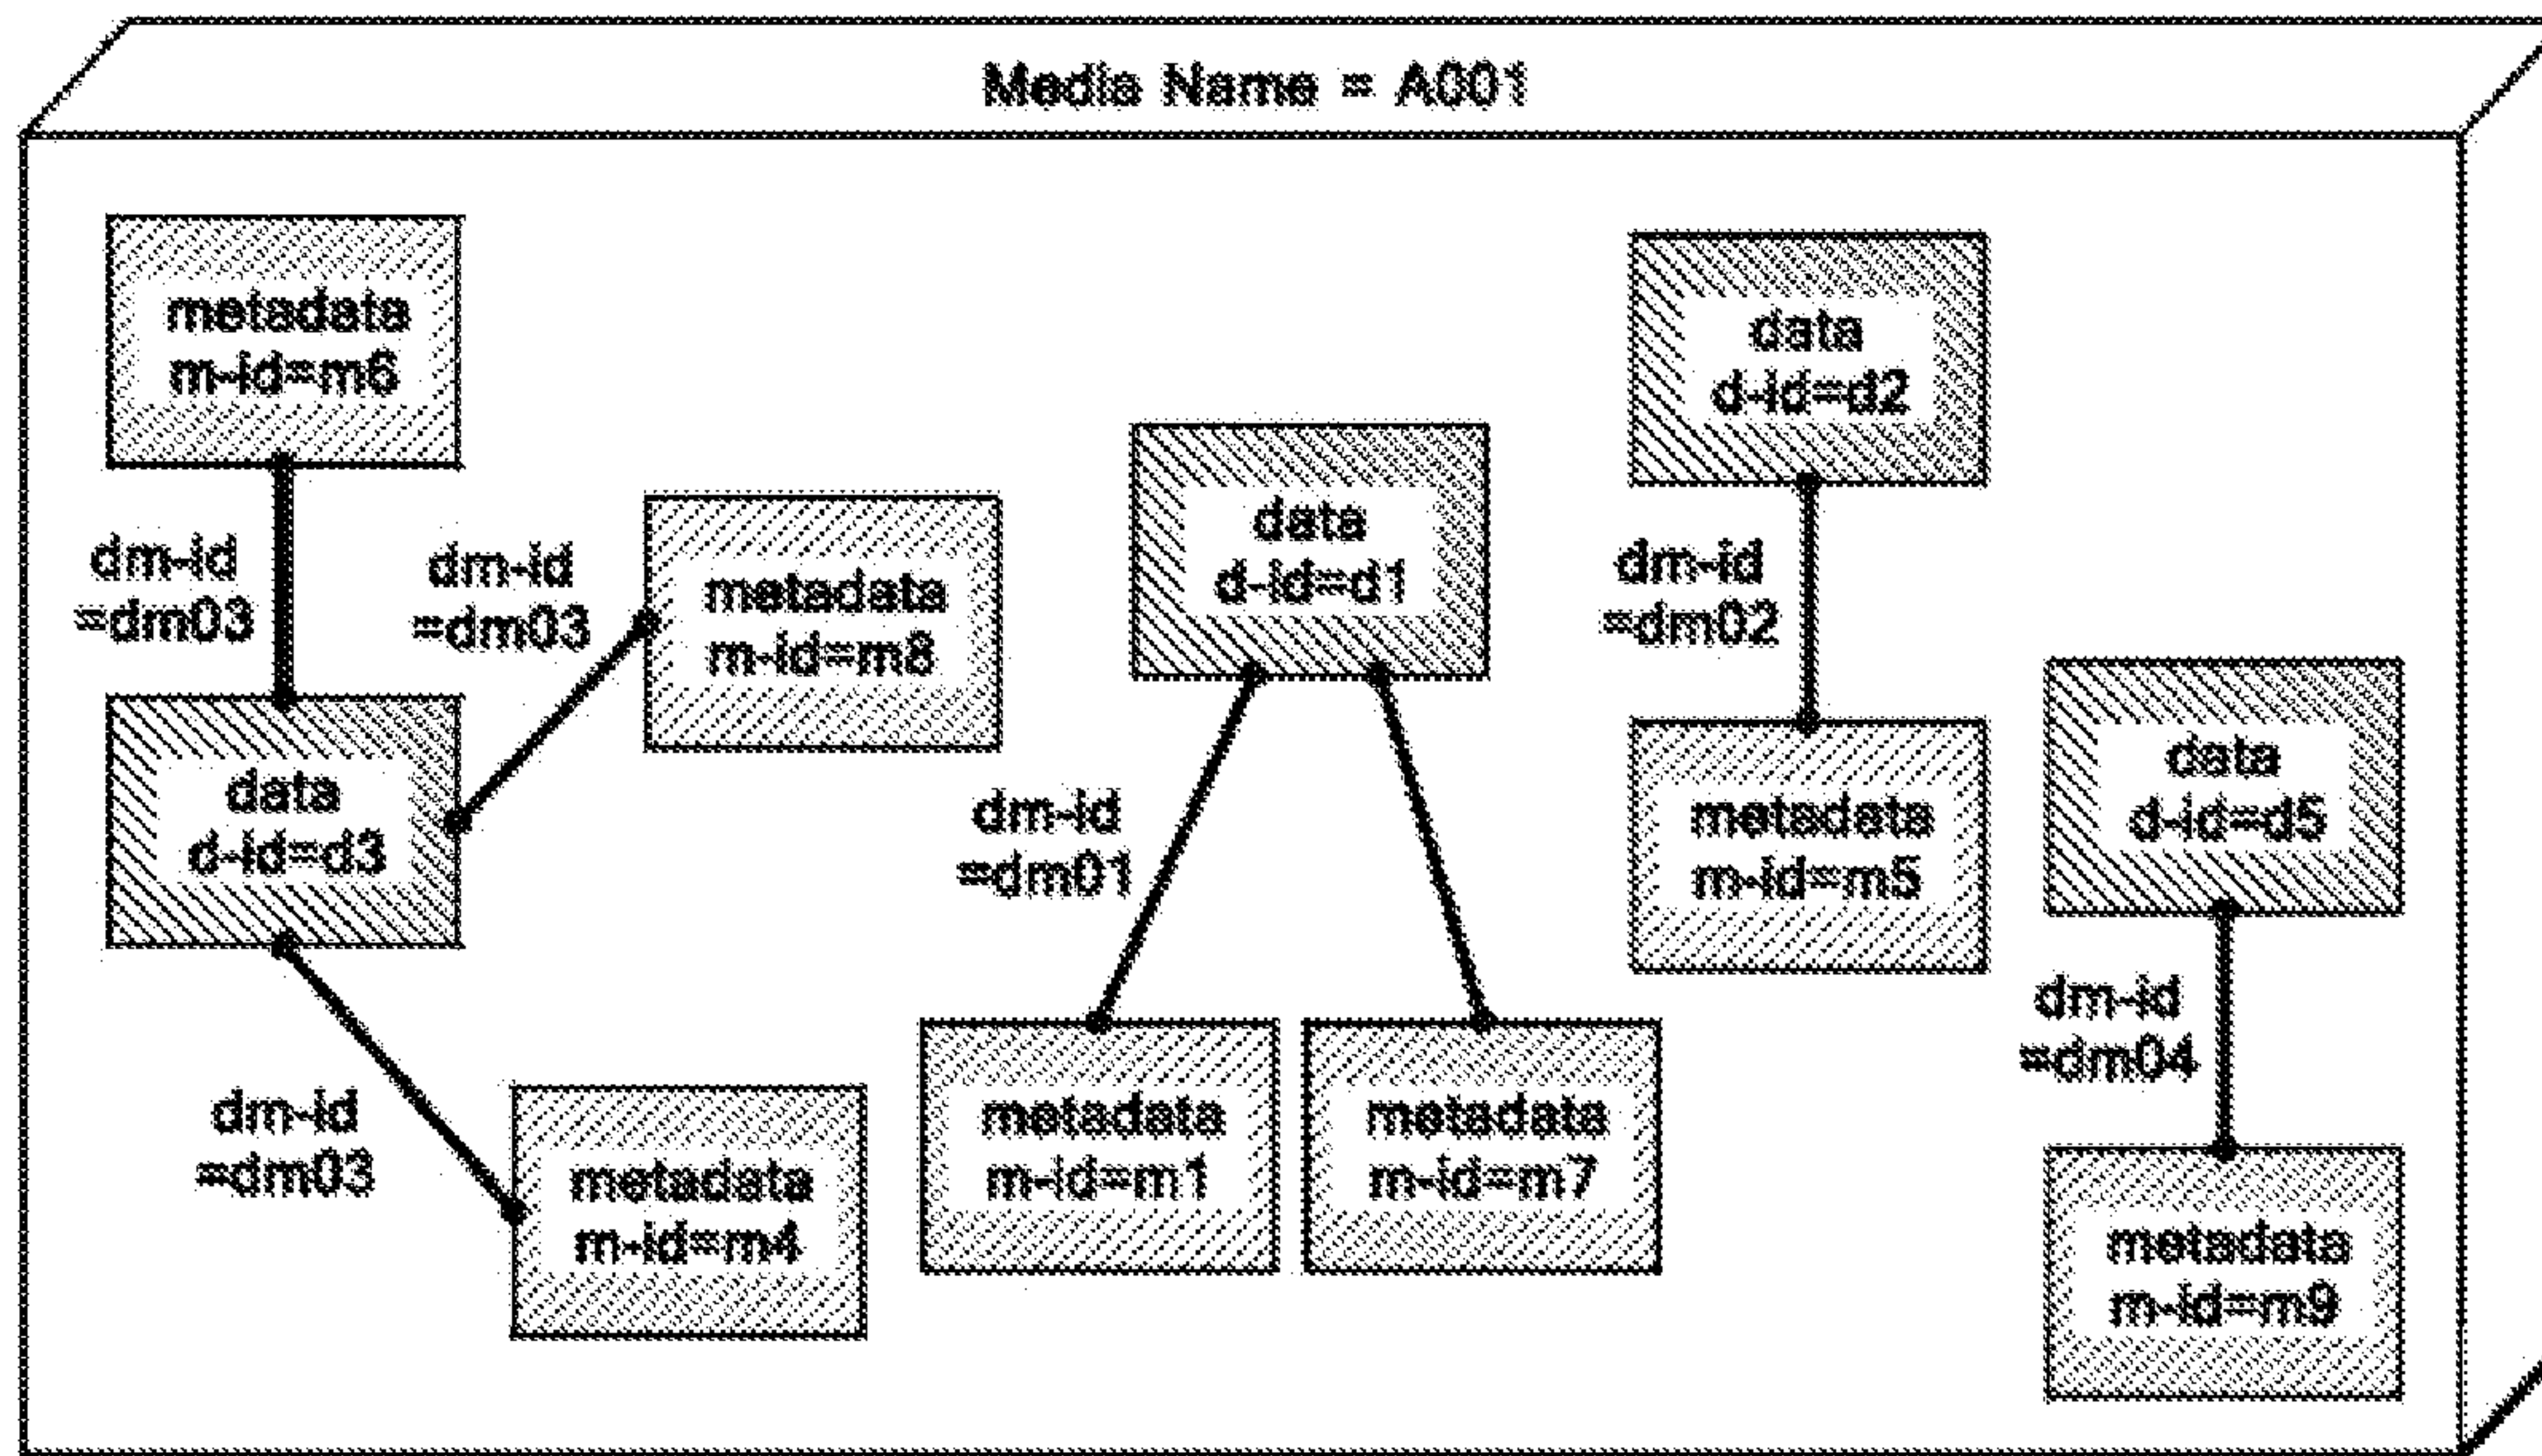 Media Name = A001
metadata
m-id=m6
dm-id
=dm03
dm-id
=dm03
metadata
m-id=m8
data
d-id=d3
dm-id
=dm03
metadata
m-id=m4
data
d-id=d1
dm-id
=dm01
metadata
m-id=m1
metadata
m-id=m7
data
d-id=d2
dm-id
=dm02
metadata
m-id=m5
data
d-id=d5
dm-id
=dm04
metadata
m-id=m9